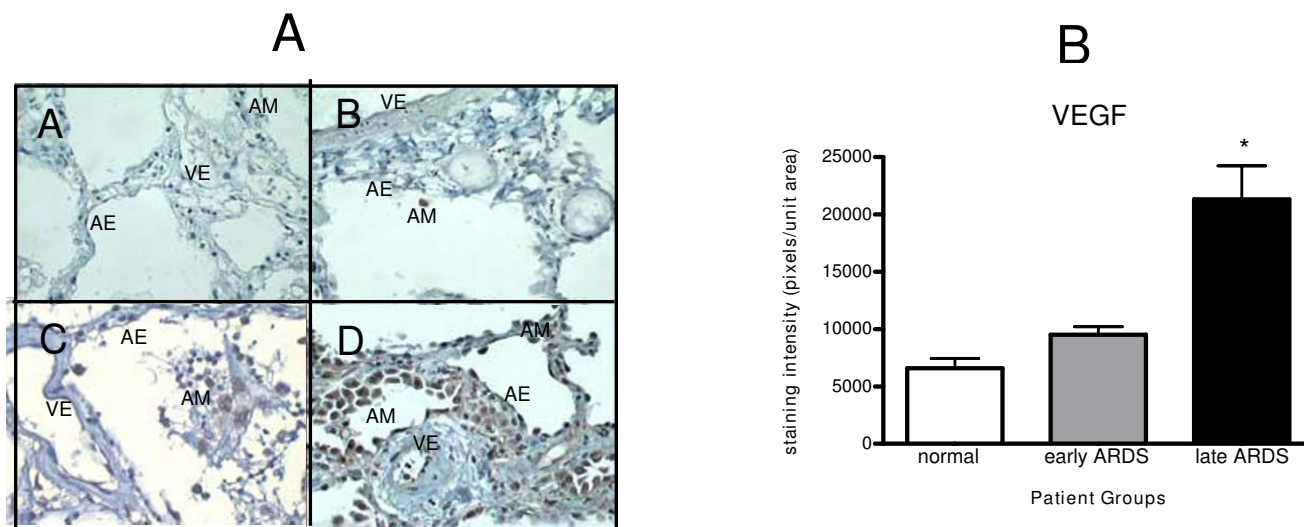 A
A
AM
VE
AE
B
VE
AE
AM
C
AE
AM
VE
D
AM
AE
AM
VE
B
VEGF
*
25000
20000
15000
10000
5000
0
staining intensity (pixels/unit area)
normal early ARDS late ARDS
Patient Groups